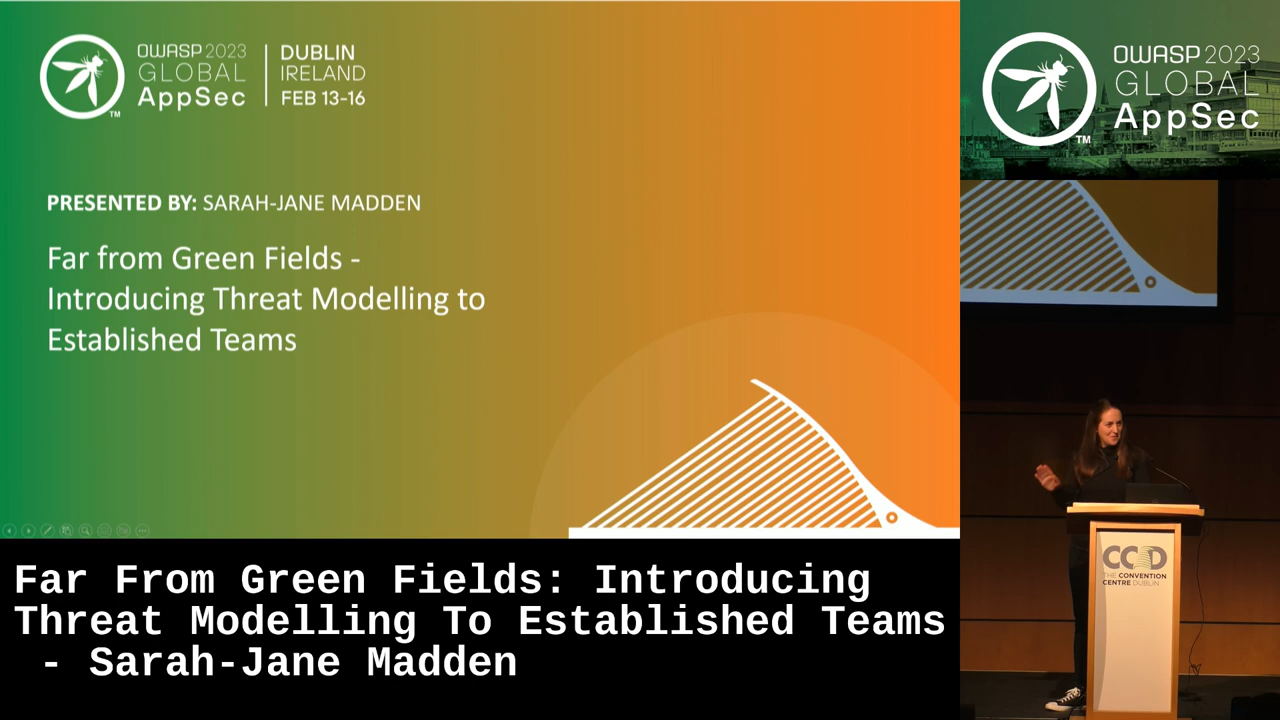 OWASP 2023
GLOBAL
AppSec
TM
DUBLIN
IRELAND
FEB 13-16
PRESENTED BY: SARAH-JANE MADDEN
Far from Green Fields -
Introducing Threat Modelling to
Established Teams
Far From Green Fields: Introducing
Threat Modelling To Established Teams
- Sarah-Jane Madden
OWASP 2023
GLOBAL
AppSec
TM
CCD
THE CONVENTION
CENTRE DUBLIN